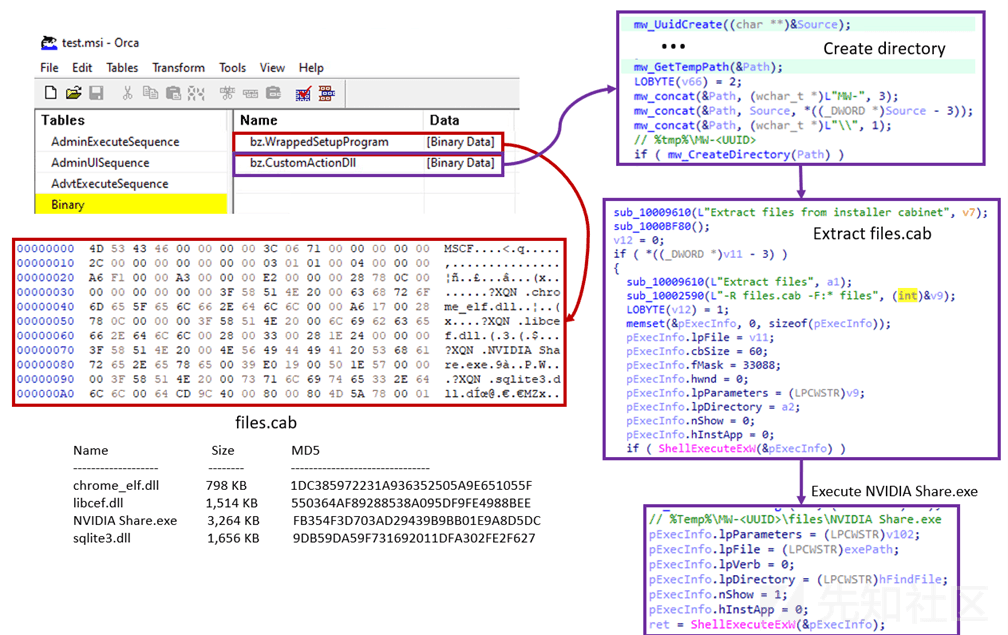 test.msi - Orca
File Edit Tables Transform Tools View Help
Tables
AdminExecuteSequence
AdminUISequence
AdvtExecuteSequence
Binary
Name Data
bz.WrappedSetupProgram [Binary Data]
bz.CustomActionDll [Binary Data]
mw_UuidCreate((char **)&Source);
•••
Create directory
mw_GetTempPath(&Path);
LOBYTE(v66) = 2;
mw_concat(&Path, (wchar_t *)L"MW-", 3);
mw_concat(&Path, Source, *((_DWORD *)Source - 3));
mw_concat(&Path, (wchar_t *)L"\\", 1);
// %tmp%\MW-<UUID>
if ( mw_CreateDirectory(Path) )
00000000 4D 53 43 46 00 00 00 00 3C 06 71 00 00 00 00 00 MSCF....<.q.....
00000010 2C 00 00 00 00 00 00 00 03 01 01 00 04 00 00 00 ,...............
00000020 A6 F1 00 00 A3 00 00 00 E2 00 00 00 28 78 0C 00 ¦ñ..£...â...(x..
00000030 00 00 00 00 00 00 3F 58 51 4E 20 00 63 68 72 6F ......?XQN .chro
00000040 6D 65 5F 65 6C 66 2E 64 6C 6C 00 00 A6 17 00 28 me_elf.dll..¦..(
00000050 78 0C 00 00 00 3F 58 51 4E 20 00 6C 69 62 63 65 x....?XQN .libce
00000060 66 2E 64 6C 6C 00 28 00 33 00 28 1E 24 00 00 00 f.dll.(.3.(.$...
00000070 3F 58 51 4E 20 00 4E 56 49 44 49 41 20 53 68 61 ?XQN .NVIDIA Sha
00000080 72 65 2E 65 78 65 00 39 E0 19 00 50 1E 57 00 00 re.exe.9à..P.W..
00000090 00 3F 58 51 4E 20 00 73 71 6C 69 74 65 33 2E 64 .?XQN .sqlite3.d
000000A0 6C 6C 00 64 CD 9C 40 00 80 00 80 4D 5A 78 00 01 ll.dÍœ@.€.€MZx..
files.cab
Name Size MD5
------------------- -------- -------------------------------
chrome_elf.dll 798 KB 1DC385972231A936352505A9E651055F
libcef.dll 1,514 KB 550364AF89288538A095DF9FE4988BEE
NVIDIA Share.exe 3,264 KB FB354F3D703AD29439B9BB01E9A8D5DC
sqlite3.dll 1,656 KB 9DB59DA59F731692011DFA302FE2F627
sub_10009610(L"Extract files from installer cabinet", v7);
sub_1000BF80();
v12 = 0;
Extract files.cab
if ( *((_DWORD *)v11 - 3) )
{
sub_10009610(L"Extract files", a1);
sub_10002590(L"-R files.cab -F:* files", (int)&v9);
LOBYTE(v12) = 1;
memset(&pExecInfo, 0, sizeof(pExecInfo));
pExecInfo.lpFile = v11;
pExecInfo.cbSize = 60;
pExecInfo.fMask = 33088;
pExecInfo.hwnd = 0;
pExecInfo.lpParameters = (LPCWSTR)v9;
pExecInfo.lpDirectory = a2;
pExecInfo.nShow = 0;
pExecInfo.hInstApp = 0;
if ( ShellExecuteExW(&pExecInfo) )
Execute NVIDIA Share.exe
// %Temp%\MW-<UUID>\files\NVIDIA Share.exe
pExecInfo.lpParameters = (LPCWSTR)v102;
pExecInfo.lpFile = (LPCWSTR)exePath;
pExecInfo.lpVerb = 0;
pExecInfo.lpDirectory = (LPCWSTR)hFindFile;
pExecInfo.nShow = 1;
pExecInfo.hInstApp = 0;
ret = ShellExecuteExW(&pExecInfo);
先知社区